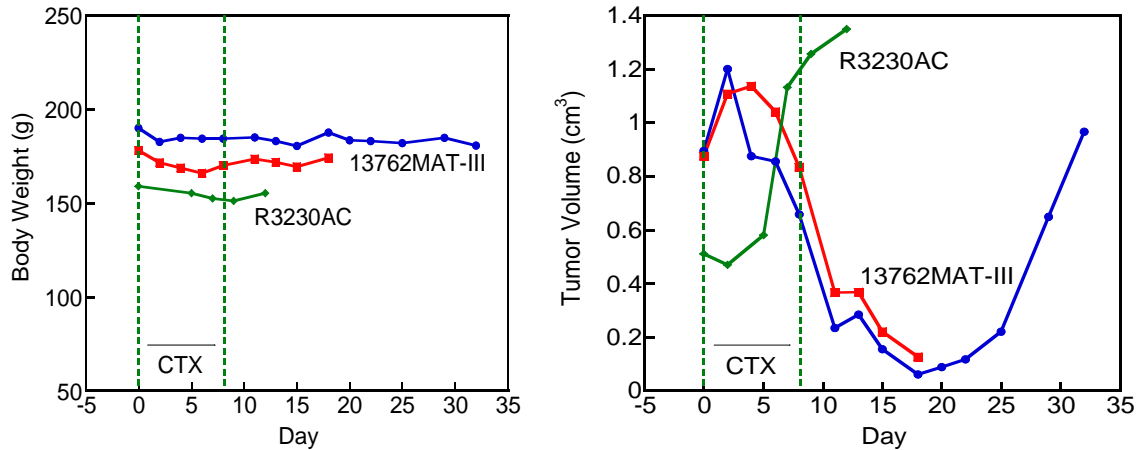 250
200
150
100
50
Body Weight (g)
13762MAT-III
R3230AC
CTX
-5 0 5 10 15 20 25 30 35
Day
1.4
1.2
1
0.8
0.6
0.4
0.2
0
Tumor Volume (cm³)
R3230AC
13762MAT-III
CTX
-5 0 5 10 15 20 25 30 35
Day